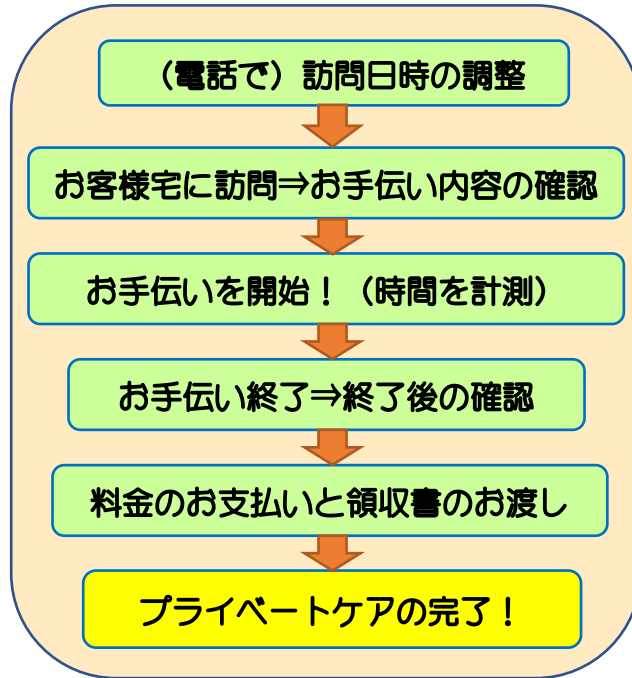 （電話で）訪問日時の調整
お客様宅に訪問⇒お手伝い内容の確認
お手伝いを開始！（時間を計測）
お手伝い終了⇒終了後の確認
料金のお支払いと領収書のお渡し
プライベートケアの完了！